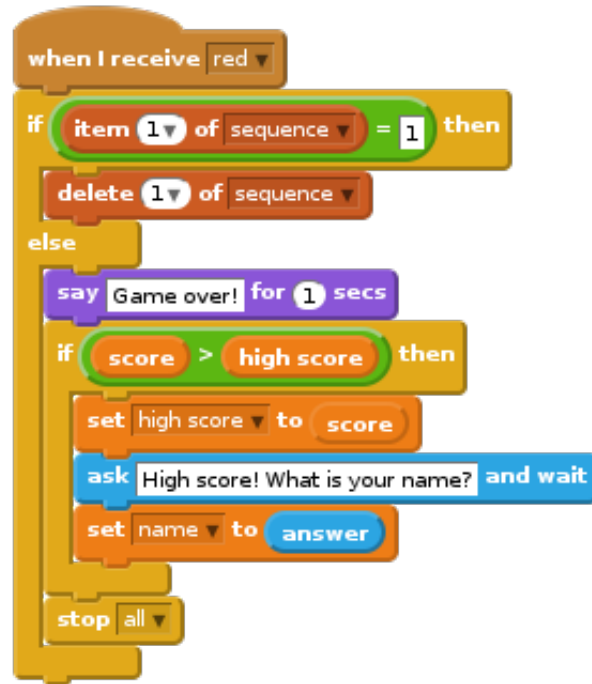 when I receive red
if item 1 of sequence = 1 then
delete 1 of sequence
else
say Game over! for 1 secs
if score > high score then
set high score to score
ask High score! What is your name? and wait
set name to answer
stop all